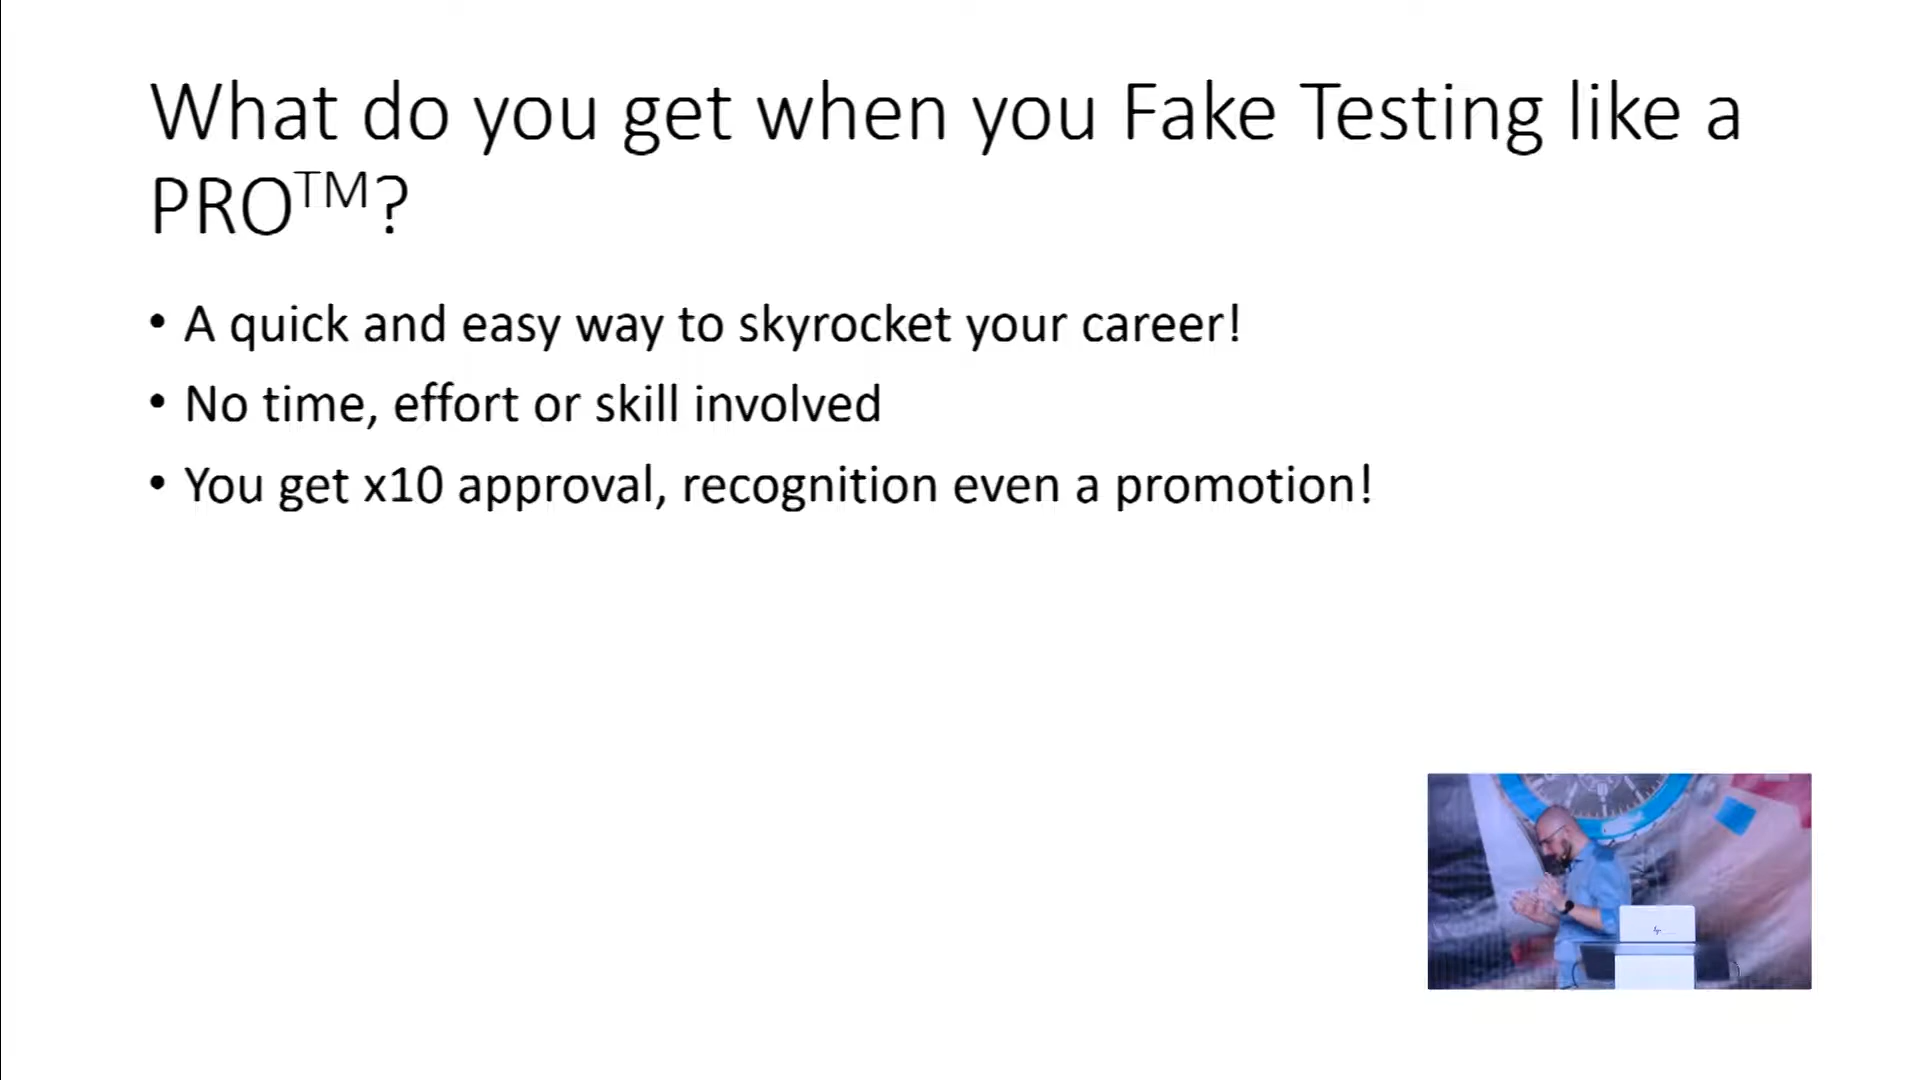 What do you get when you Fake Testing like a
PRO™?
• A quick and easy way to skyrocket your career!
• No time, effort or skill involved
• You get x10 approval, recognition even a promotion!
hp